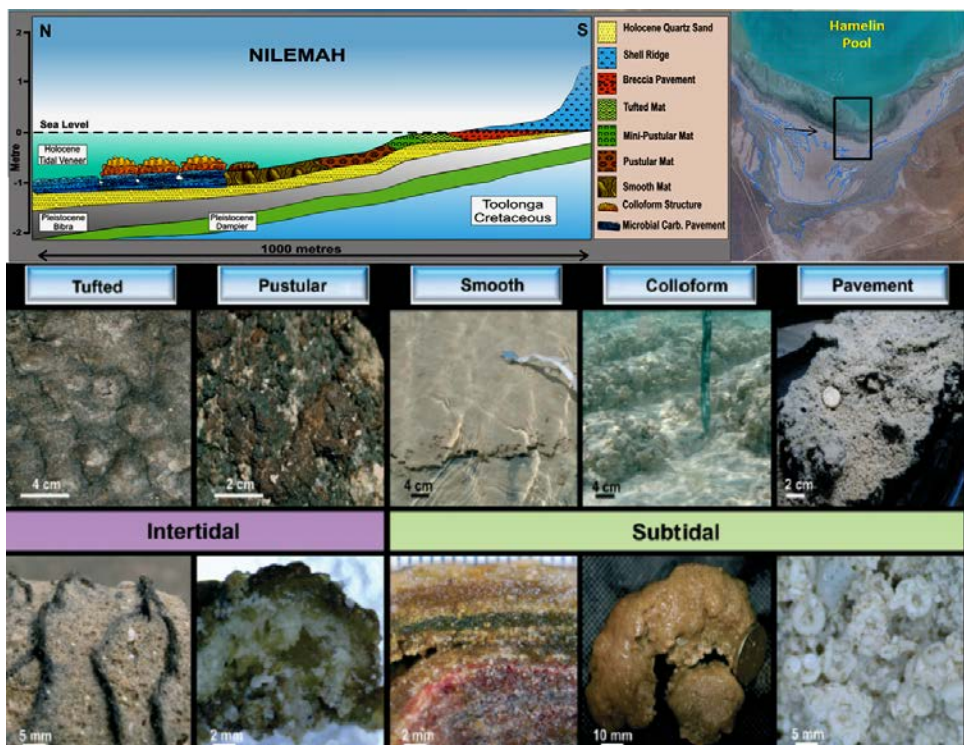 N
NILEMAH
S
2
1
0
-1
-2
Metre
Sea Level
Holocene
Tidal Veneer
Pleistocene
Bibra
Pleistocene
Dampier
Toolonga
Cretaceous
1000 metres
Holocene Quartz Sand
Shell Ridge
Breccia Pavement
Tufted Mat
Mini-Pustular Mat
Pustular Mat
Smooth Mat
Colloform Structure
Microbial Carb. Pavement
Hamelin
Pool
Tufted
Pustular
Smooth
Colloform
Pavement
4 cm
2 cm
4 cm
4 cm
2 cm
Intertidal
Subtidal
5 mm
2 mm
2 mm
10 mm
5 mm